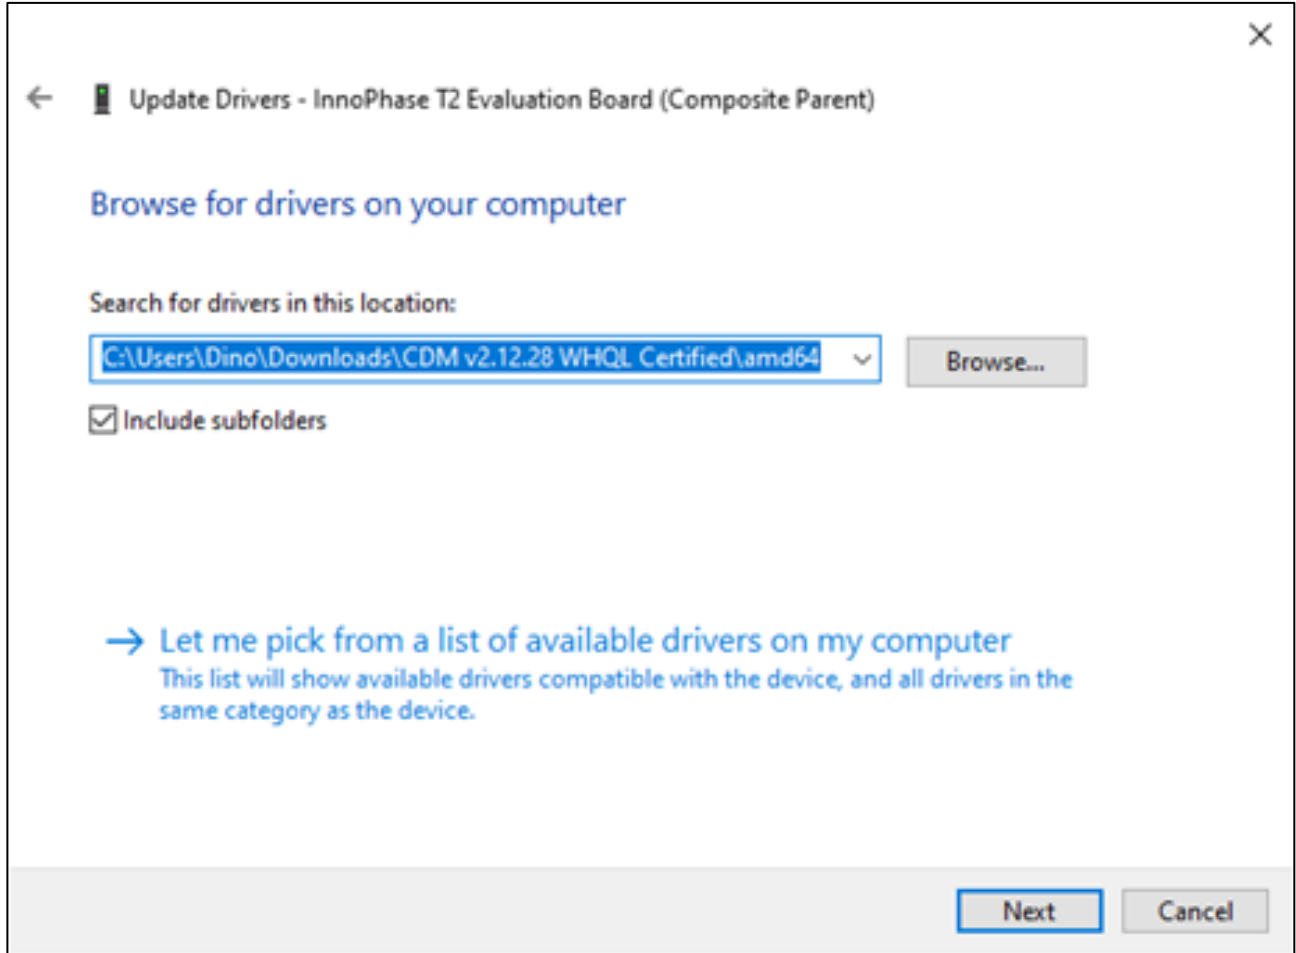 Update Drivers - InnoPhase T2 Evaluation Board (Composite Parent)
Browse for drivers on your computer
Search for drivers in this location:
C:\Users\Dino\Downloads\CDM v2.12.28 WHQL Certified\amd64
Browse...
Include subfolders
Let me pick from a list of available drivers on my computer
This list will show available drivers compatible with the device, and all drivers in the
same category as the device.
Next
Cancel